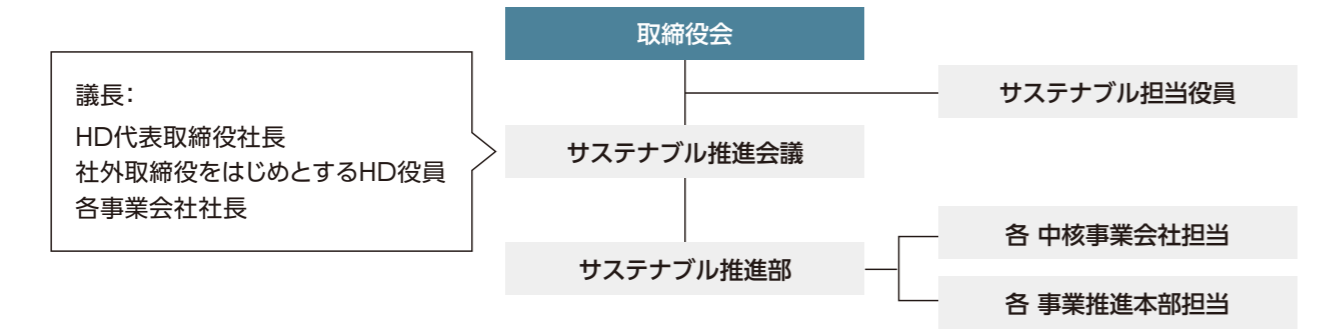 取締役会
サステナブル担当役員
議長：
HD代表取締役社長
社外取締役をはじめとするHD役員
各事業会社社長
サステナブル推進会議
サステナブル推進部
各 中核事業会社担当
各 事業推進本部担当